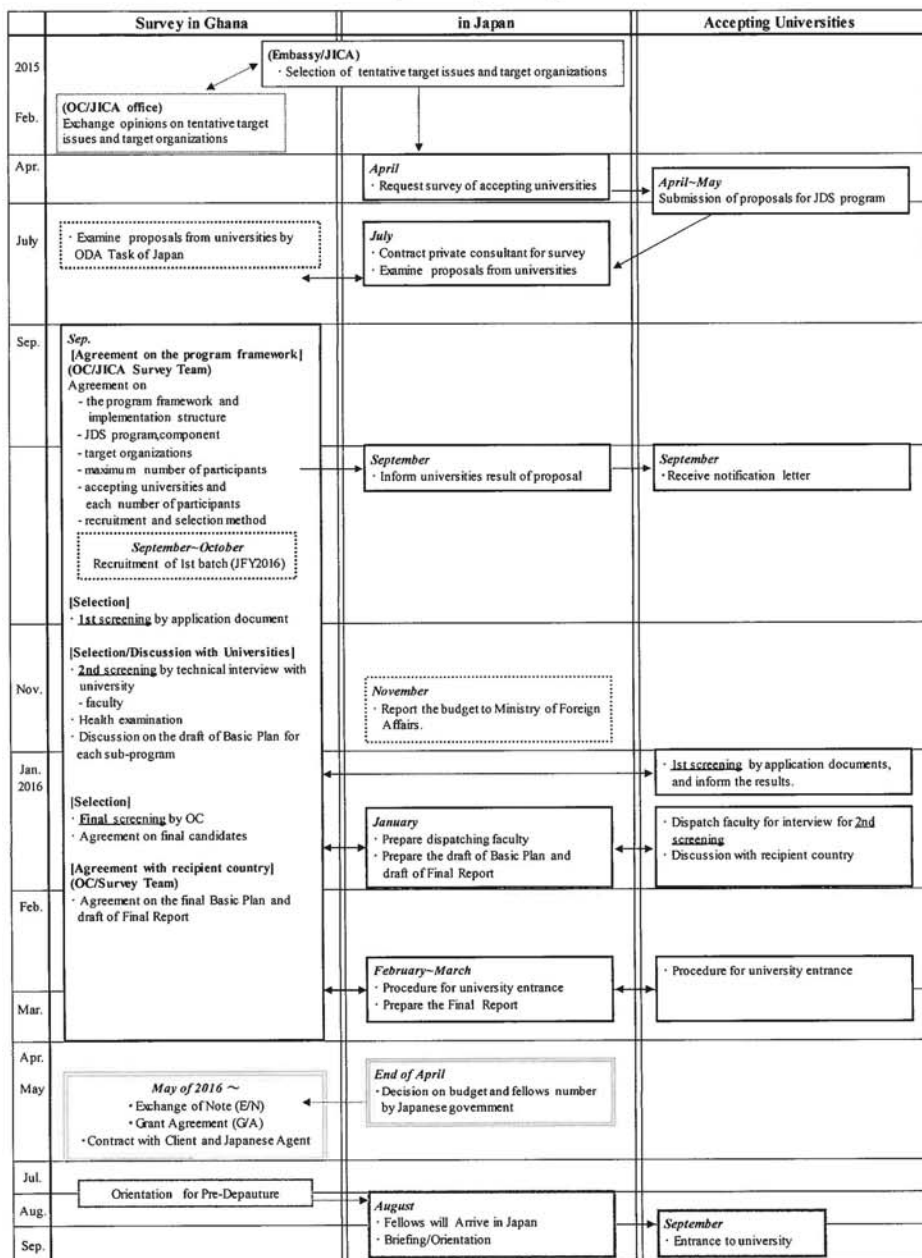 Survey in Ghana
in Japan
Accepting Universities
2015
Feb.
(Embassy/JICA)
・Selection of tentative target issues and target organizations
(OC/JICA office)
Exchange opinions on tentative target
issues and target organizations
Apr.
April
・Request survey of accepting universities
April~May
Submission of proposals for JDS program
July
・Examine proposals from universities by
ODA Task of Japan
July
・Contract private consultant for survey
・Examine proposals from universities
Sep.
Sep.
[Agreement on the program framework]
(OC/JICA Survey Team)
Agreement on
- the program framework and
implementation structure
- JDS program,component
- target organizations
- maximum number of participants
- accepting universities and
each number of participants
- recruitment and selection method
September
・Inform universities result of proposal
September
・Receive notification letter
September~October
Recruitment of 1st batch (JFY2016)
[Selection]
・1st screening by application document
[Selection/Discussion with Universities]
・2nd screening by technical interview with
university
- faculty
・Health examination
・Discussion on the draft of Basic Plan for
each sub-program
Nov.
November
・Report the budget to Ministry of Foreign
Affairs.
Jan.
2016
・1st screening by application documents,
and inform the results.
[Selection]
・Final screening by OC
・Agreement on final candidates
January
・Prepare dispatching faculty
・Prepare the draft of Basic Plan and
draft of Final Report
・Dispatch faculty for interview for 2nd
screening
・Discussion with recipient country
[Agreement with recipient country]
(OC/Survey Team)
・Agreement on the final Basic Plan and
draft of Final Report
Feb.
February~March
・Procedure for university entrance
・Prepare the Final Report
・Procedure for university entrance
Mar.
Apr.
May
End of April
・Decision on budget and fellows number
by Japanese government
May of 2016 ～
・Exchange of Note (E/N)
・Grant Agreement (G/A)
・Contract with Client and Japanese Agent
Jul.
Orientation for Pre-Depauture
Aug.
August
・Fellows will Arrive in Japan
・Briefing/Orientation
September
・Entrance to university
Sep.